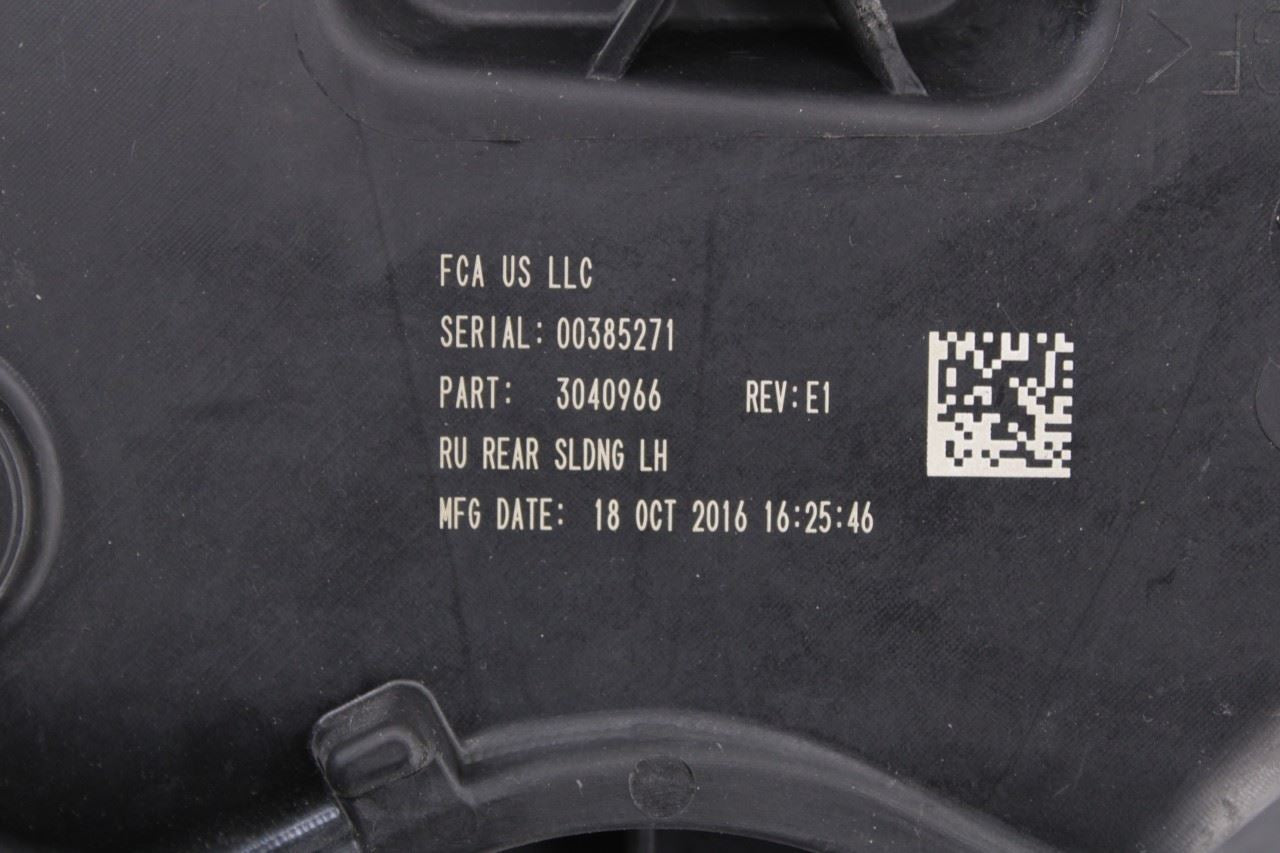 FCA US LLC
SERIAL: 00385271
PART: 3040966 REV:E1
RU REAR SLDNG LH
MFG DATE: 18 OCT 2016 16:25:46